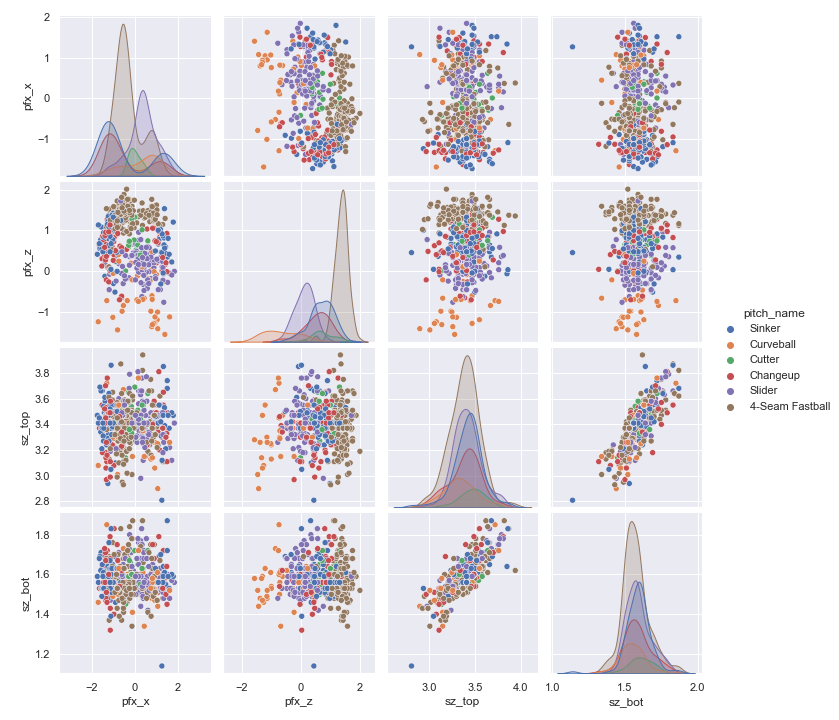 2
1
0
−1
pfx_x
2
1
0
−1
pfx_z
3.8
3.6
3.4
3.2
3.0
2.8
sz_top
1.8
1.6
1.4
1.2
sz_bot
−2 0 2
pfx_x
−2 0 2
pfx_z
3.0 3.5 4.0
sz_top
1.0 1.5 2.0
sz_bot
pitch_name
Sinker
Curveball
Cutter
Changeup
Slider
4-Seam Fastball